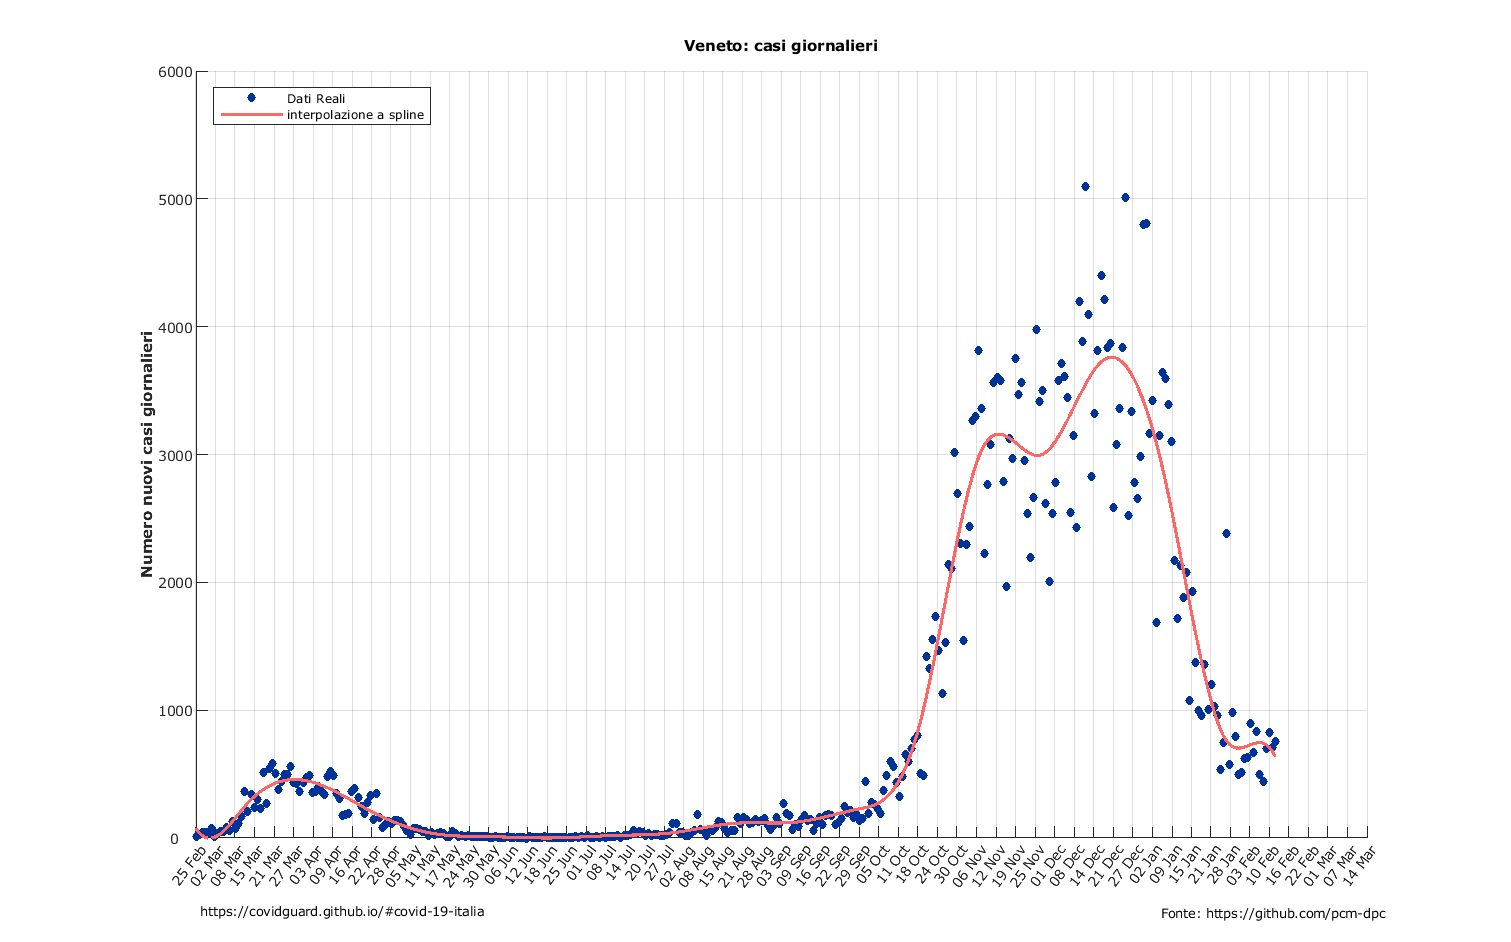 Veneto: casi giornalieri
Dati Reali
interpolazione a spline
Numero nuovi casi giornalieri
6000
5000
4000
3000
2000
1000
0
25 Feb
02 Mar
08 Mar
15 Mar
21 Mar
27 Mar
03 Apr
09 Apr
16 Apr
22 Apr
28 Apr
05 May
11 May
17 May
24 May
30 May
06 Jun
12 Jun
18 Jun
25 Jun
01 Jul
08 Jul
14 Jul
20 Jul
27 Jul
02 Aug
08 Aug
15 Aug
21 Aug
28 Aug
03 Sep
09 Sep
16 Sep
22 Sep
29 Sep
05 Oct
11 Oct
18 Oct
24 Oct
30 Oct
06 Nov
12 Nov
19 Nov
25 Nov
01 Dec
08 Dec
14 Dec
21 Dec
27 Dec
02 Jan
09 Jan
15 Jan
21 Jan
28 Jan
03 Feb
10 Feb
16 Feb
22 Feb
01 Mar
07 Mar
14 Mar
https://covidguard.github.io/#covid-19-italia
Fonte: https://github.com/pcm-dpc